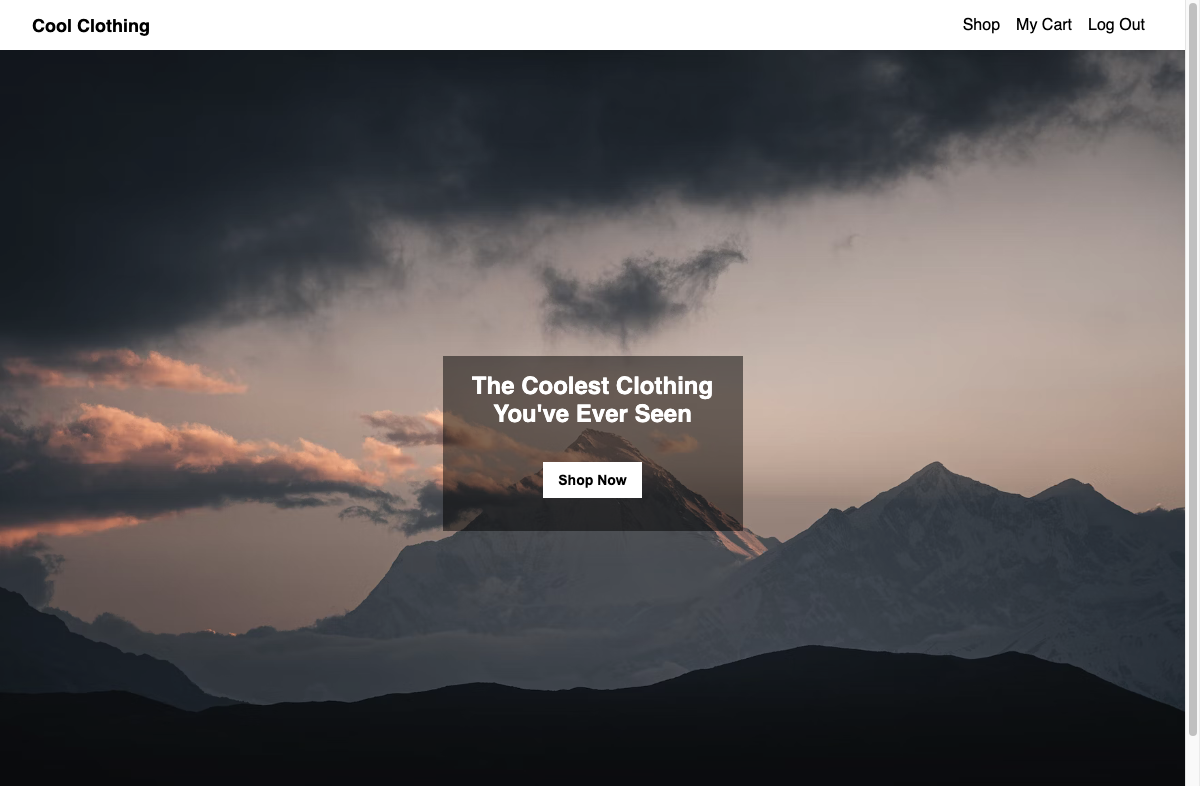 Cool Clothing
Shop
My Cart
Log Out
The Coolest Clothing
You've Ever Seen
Shop Now